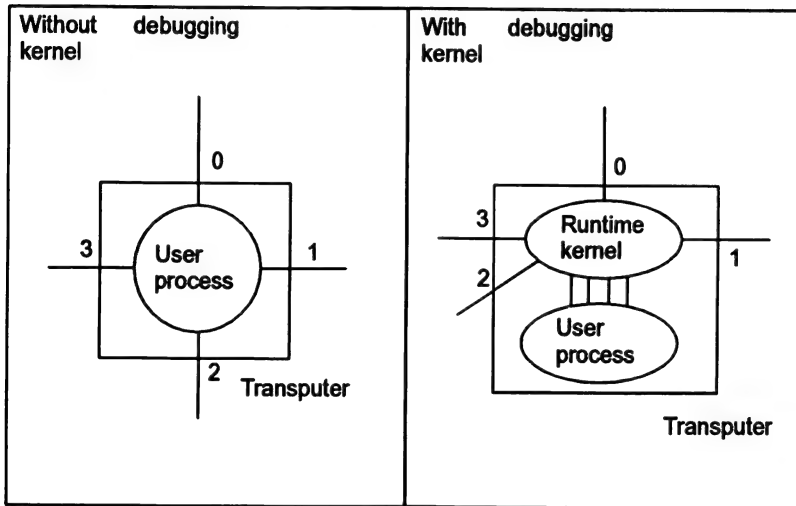 Without debugging
kernel
0
3
User
process
1
2
Transputer
With debugging
kernel
0
3
Runtime
kernel
1
2
User
process
Transputer